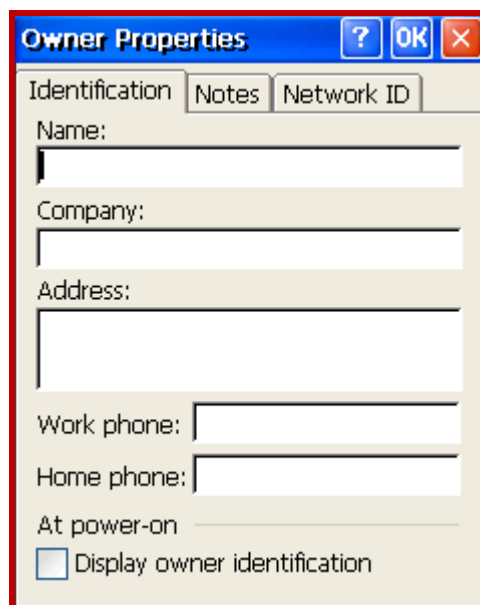 Owner Properties ? OK
Identification Notes Network ID
Name:
Company:
Address:
Work phone:
Home phone:
At power-on
Display owner identification